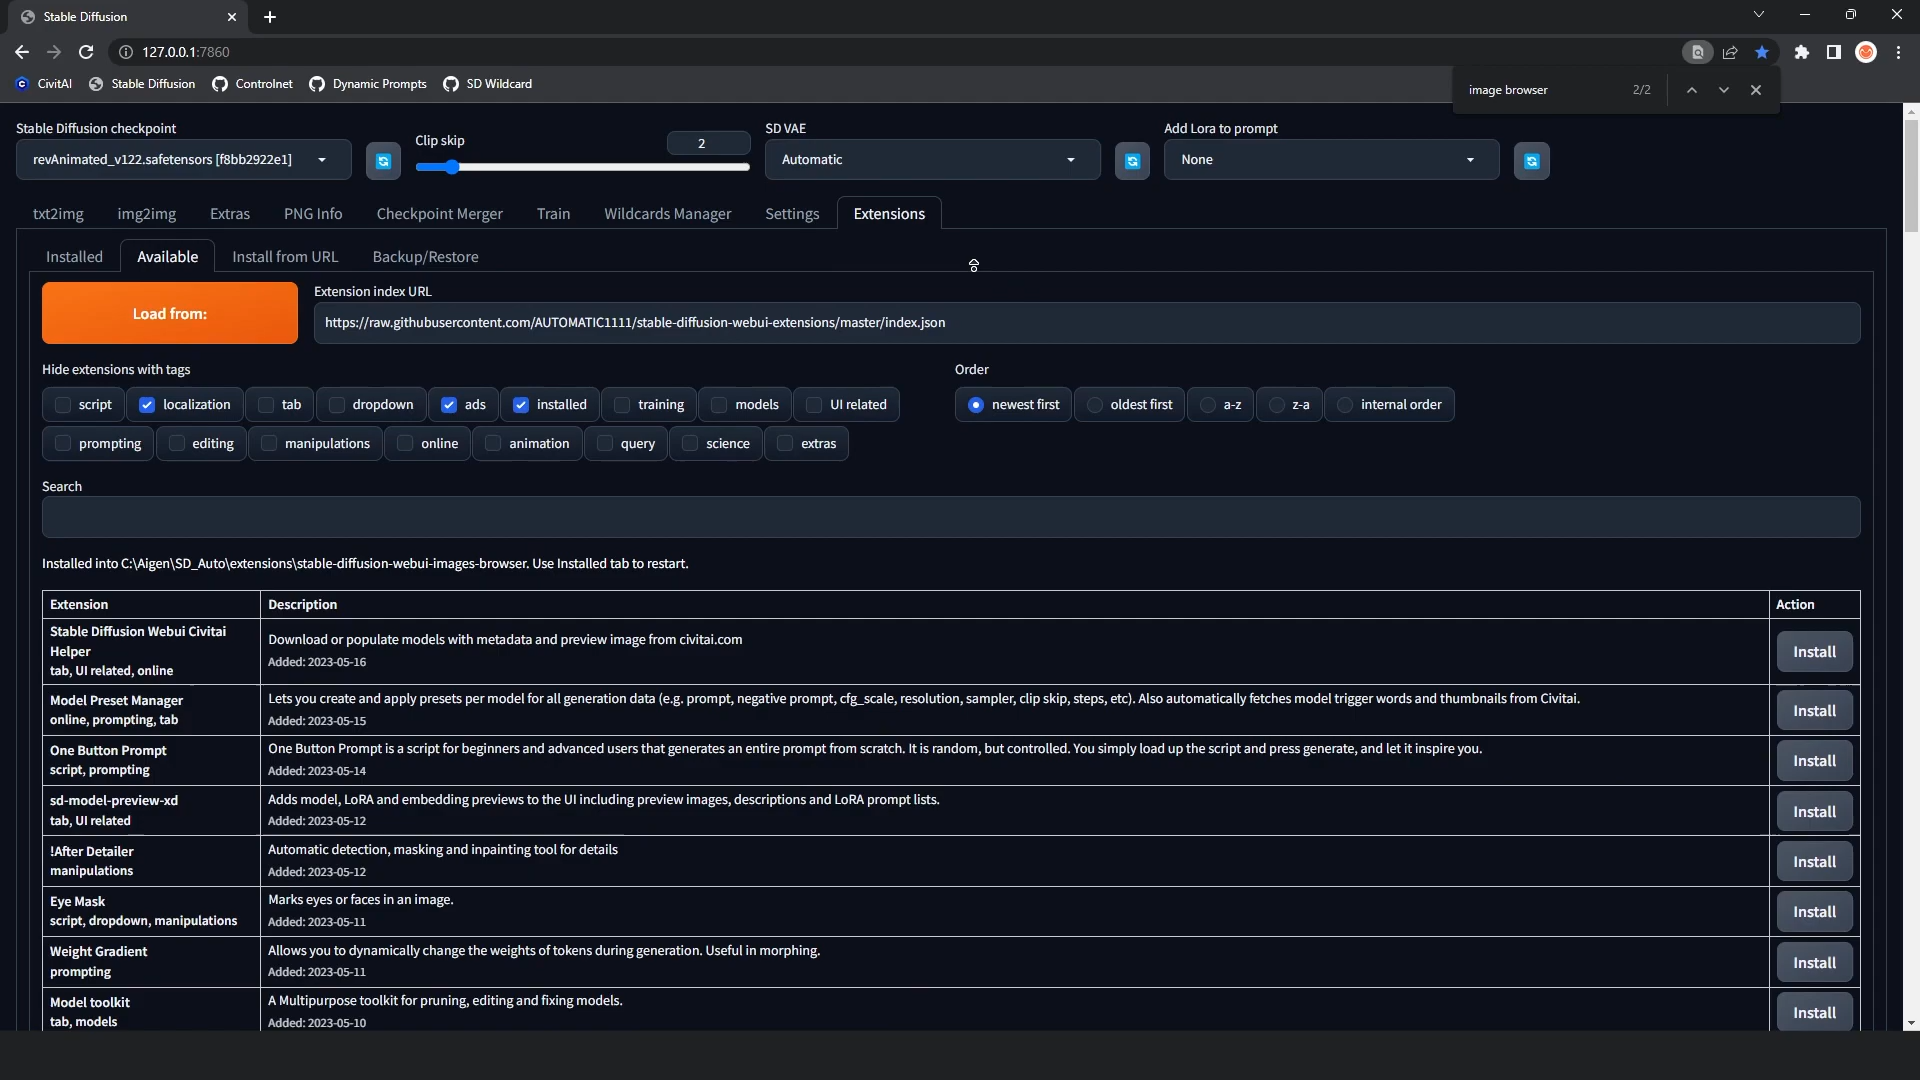 Stable Diffusion
127.0.0.1:7860
CivitAI Stable Diffusion Controlnet Dynamic Prompts SD Wildcard
image browser 2/2
Stable Diffusion checkpoint
revAnimated_v122.safetensors [f8bb2922e1]
Clip skip
2
SD VAE
Automatic
Add Lora to prompt
None
txt2img img2img Extras PNG Info Checkpoint Merger Train Wildcards Manager Settings Extensions
Installed Available Install from URL Backup/Restore
Load from:
Extension index URL
https://raw.githubusercontent.com/AUTOMATIC1111/stable-diffusion-webui-extensions/master/index.json
Hide extensions with tags
script localization tab dropdown ads installed training models UI related
prompting editing manipulations online animation query science extras
Order
newest first oldest first a-z z-a internal order
Search
Installed into C:\Aigen\SD_Auto\extensions\stable-diffusion-webui-images-browser. Use Installed tab to restart.
Extension Description Action
Stable Diffusion Webui Civitai
Helper
tab, UI related, online
Download or populate models with metadata and preview image from civitai.com
Added: 2023-05-16
Install
Model Preset Manager
online, prompting, tab
Lets you create and apply presets per model for all generation data (e.g. prompt, negative prompt, cfg_scale, resolution, sampler, clip skip, steps, etc). Also automatically fetches model trigger words and thumbnails from Civitai.
Added: 2023-05-15
Install
One Button Prompt
script, prompting
One Button Prompt is a script for beginners and advanced users that generates an entire prompt from scratch. It is random, but controlled. You simply load up the script and press generate, and let it inspire you.
Added: 2023-05-14
Install
sd-model-preview-xd
tab, UI related
Adds model, LoRA and embedding previews to the UI including preview images, descriptions and LoRA prompt lists.
Added: 2023-05-12
Install
!After Detailer
manipulations
Automatic detection, masking and inpainting tool for details
Added: 2023-05-12
Install
Eye Mask
script, dropdown, manipulations
Marks eyes or faces in an image.
Added: 2023-05-11
Install
Weight Gradient
prompting
Allows you to dynamically change the weights of tokens during generation. Useful in morphing.
Added: 2023-05-11
Install
Model toolkit
tab, models
A Multipurpose toolkit for pruning, editing and fixing models.
Added: 2023-05-10
Install